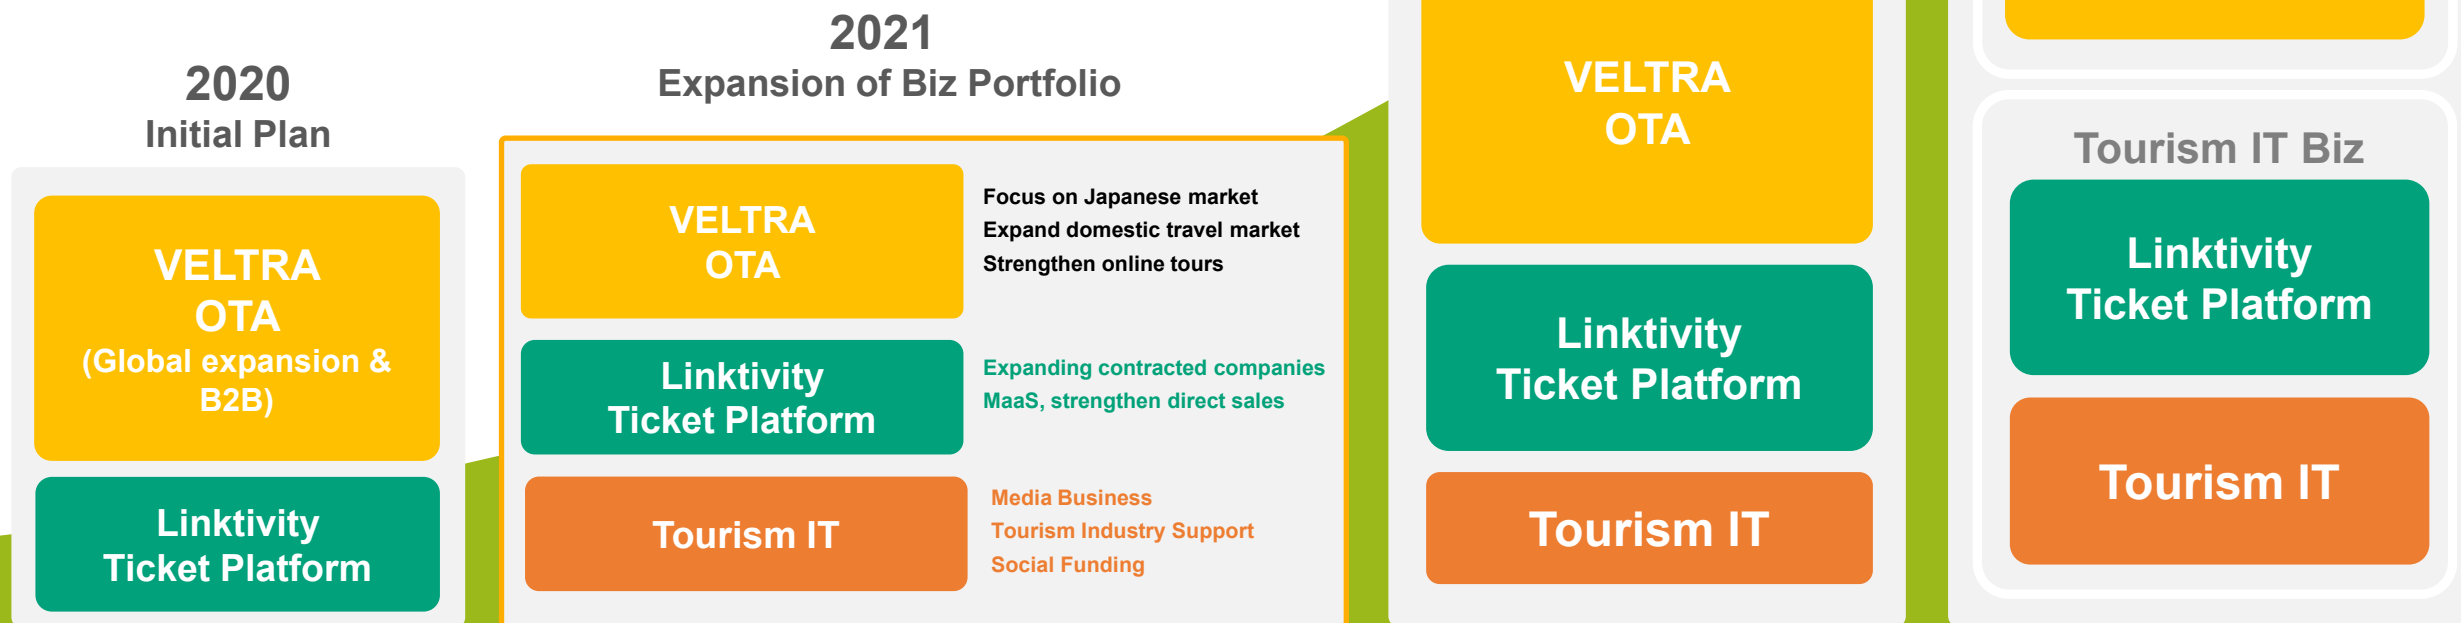 2020
Initial Plan
VELTRA
OTA
(Global expansion &
B2B)
Linktivity
Ticket Platform
2021
Expansion of Biz Portfolio
VELTRA
OTA
Focus on Japanese market
Expand domestic travel market
Strengthen online tours
Linktivity
Ticket Platform
Expanding contracted companies
MaaS, strengthen direct sales
Tourism IT
Media Business
Tourism Industry Support
Social Funding
VELTRA
OTA
Linktivity
Ticket Platform
Tourism IT
Tourism IT Biz
Linktivity
Ticket Platform
Tourism IT